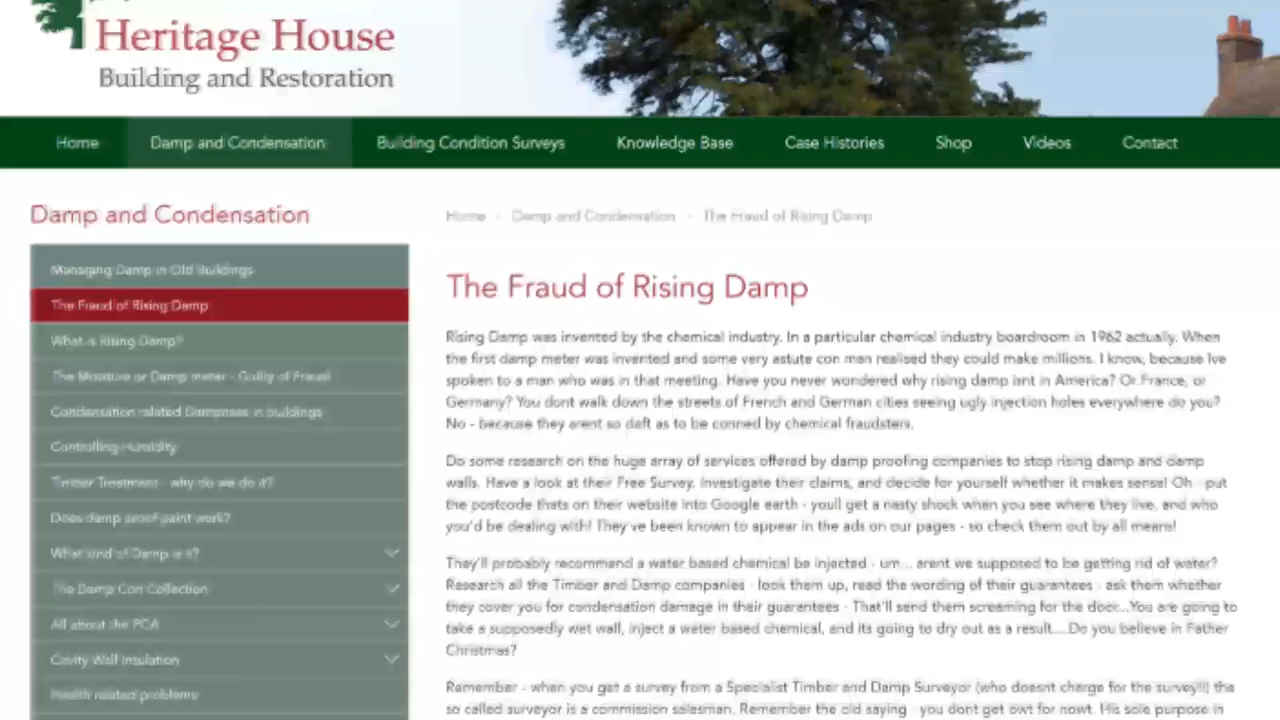 Heritage House
Building and Restoration
Home Damp and Condensation Building Condition Surveys Knowledge Base Case Histories Shop Videos Contact
Damp and Condensation
Managing Damp in Old Buildings
The Fraud of Rising Damp
What is Rising Damp?
The Moisture or Damp meter - Guilty of Fraud!
Condensation related Dampness in buildings
Controlling Humidity
Timber Treatment - why do we do it?
Does damp proof paint work?
What kind of Damp is it?
The Damp Con Collection
All about the PCA
Cavity Wall Insulation
Health related problems
Home - Damp and Condensation - The Fraud of Rising Damp
The Fraud of Rising Damp
Rising Damp was invented by the chemical industry. In a particular chemical industry boardroom in 1962 actually. When
the first damp meter was invented and some very astute con men realised they could make millions. I know, because Ive
spoken to a man who was in that meeting. Have you never wondered why rising damp isnt in America? Or France, or
Germany? You dont walk down the streets of French and German cities seeing ugly injection holes everywhere do you?
No - because they arent so daft as to be conned by chemical fraudsters.
Do some research on the huge array of services offered by damp proofing companies to stop rising damp and damp
walls. Have a look at their Free Survey. Investigate their claims, and decide for yourself whether it makes sense! Oh - put
the postcode thats on their website into Google earth - youll get a nasty shock when you see where they live, and who
you'd be dealing with! They've been known to appear in the ads on our pages - so check them out by all means!
They'll probably recommend a water based chemical be injected - um... arent we supposed to be getting rid of water?
Research all the Timber and Damp companies - look them up, read the wording of their guarantees - ask them whether
they cover you for condensation damage in their guarantees - That'll send them screaming for the door...You are going to
take a supposedly wet wall, inject a water based chemical, and its going to dry out as a result....Do you believe in Father
Christmas?
Remember - when you get a survey from a Specialist Timber and Damp Surveyor (who doesnt charge for the survey!!!) the
so called surveyor is a commission salesman. Remember the old saying - you dont get owt for nowt. His sole purpose in